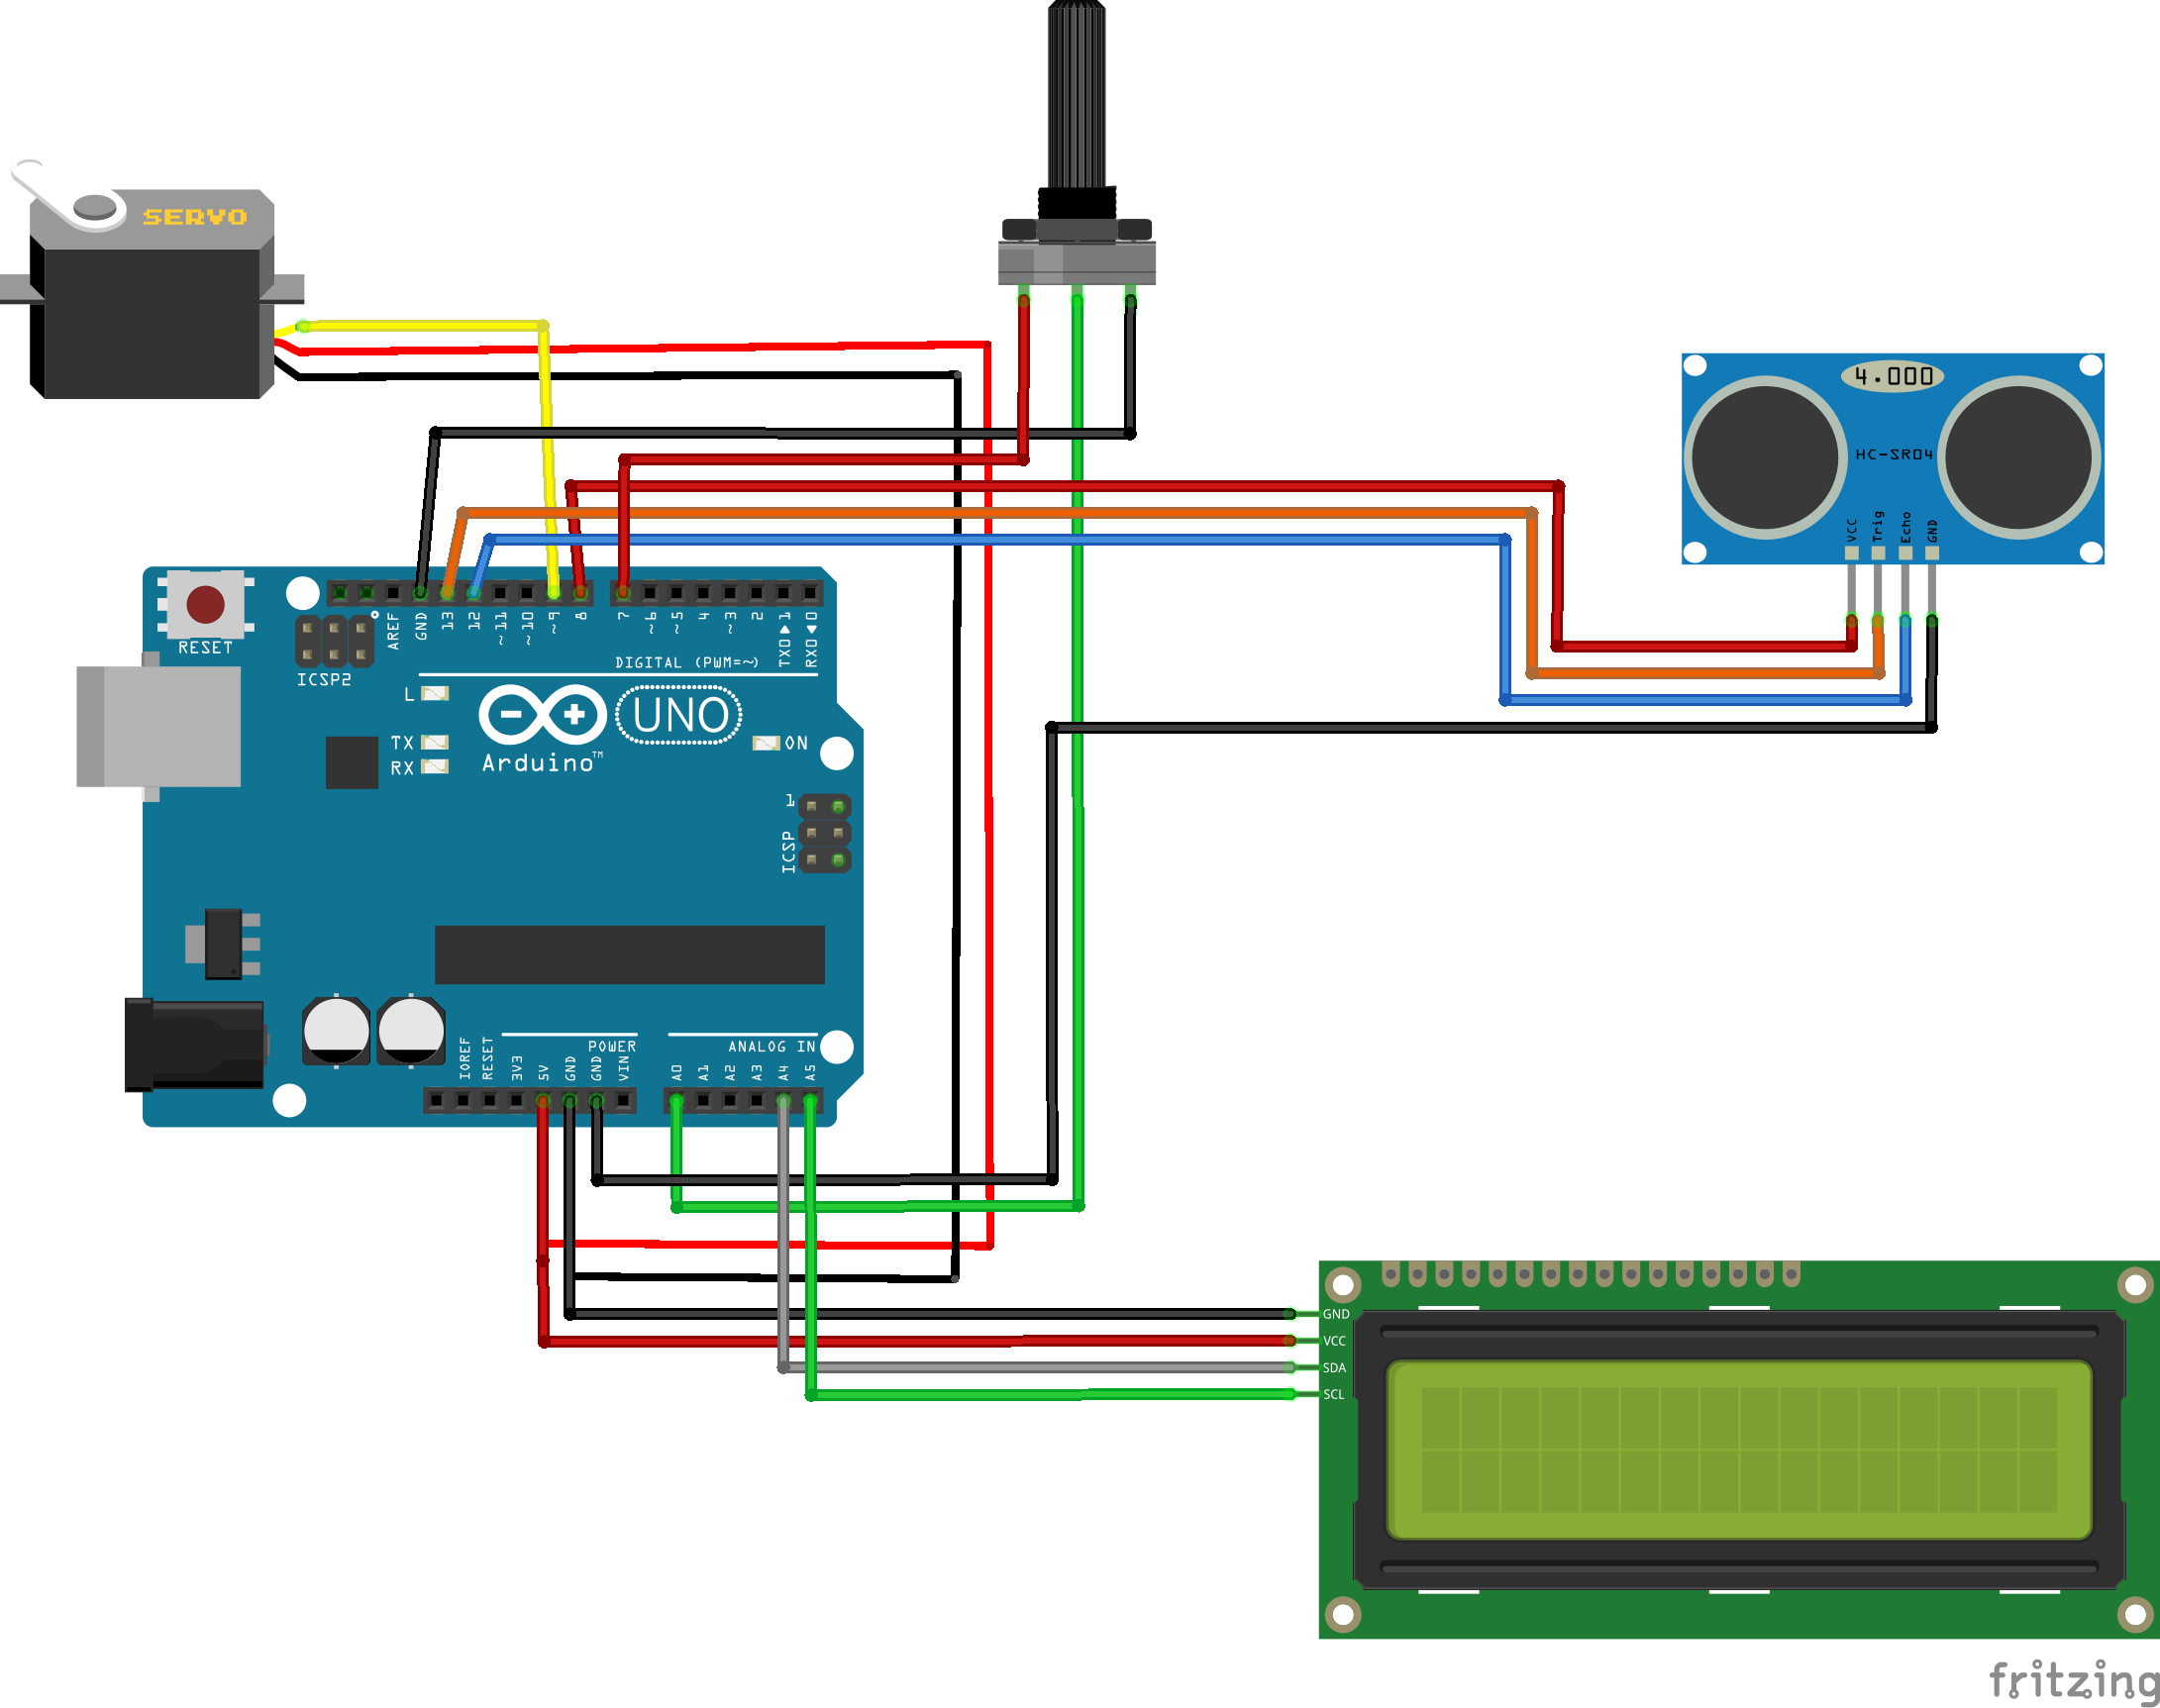 SERVO
4.000
HC-SR04
VCC
Trig
Echo
GND
RESET
ICSP2
AREF
GND
13
12
~11
~10
~9
8
7
~6
~5
4
~3
2
TX0▶1
RX0◀0
DIGITAL (PWM=~)
L
TX
RX
Arduino™
UNO
ON
1
ICSP
IOREF
RESET
3V3
5V
GND
GND
VIN
POWER
ANALOG IN
A0
A1
A2
A3
A4
A5
GND
VCC
SDA
SCL
fritzing